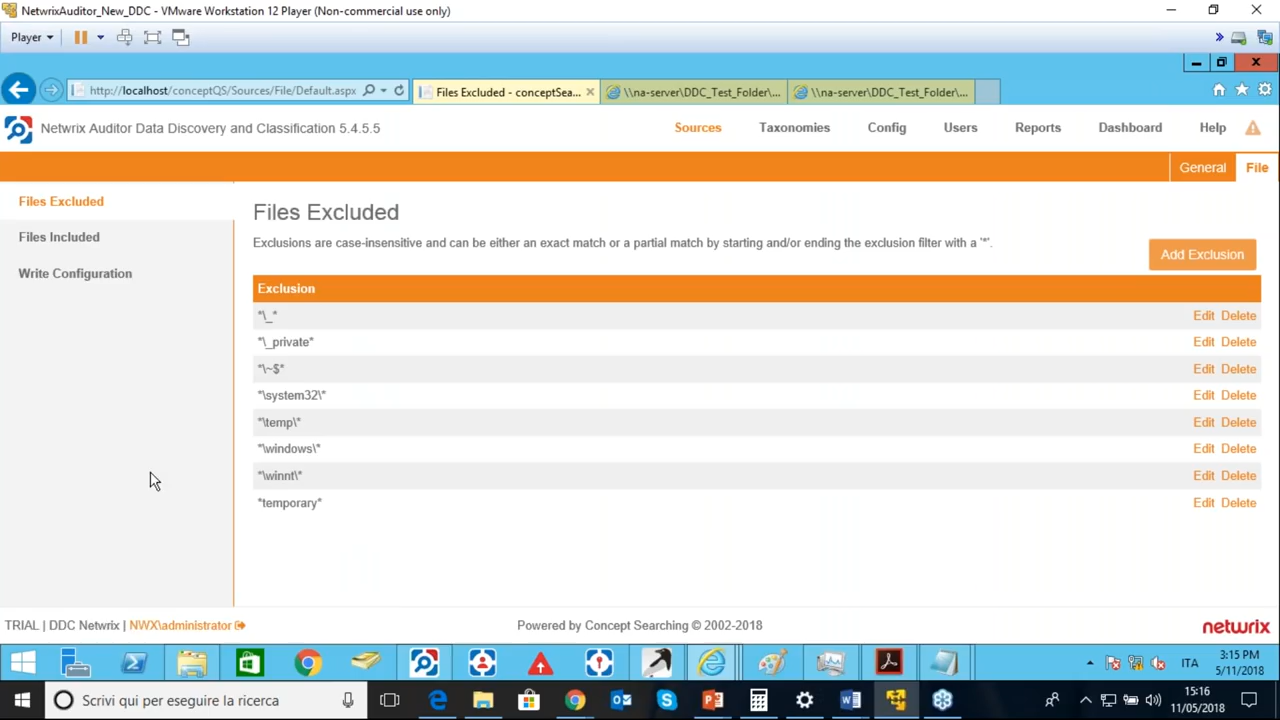 NetwrixAuditor_New_DDC - VMware Workstation 12 Player (Non-commercial use only)
Player
http://localhost/conceptQS/Sources/File/Default.aspx
Files Excluded - conceptSea...
\\na-server\DDC_Test_Folder\...
\\na-server\DDC_Test_Folder\...
Netwrix Auditor Data Discovery and Classification 5.4.5.5
Sources Taxonomies Config Users Reports Dashboard Help
General File
Files Excluded
Files Included
Write Configuration
Files Excluded
Exclusions are case-insensitive and can be either an exact match or a partial match by starting and/or ending the exclusion filter with a '*'.
Add Exclusion
Exclusion
*\_* Edit Delete
*\_private* Edit Delete
*\~$* Edit Delete
*\system32\* Edit Delete
*\temp\* Edit Delete
*\windows\* Edit Delete
*\winnt\* Edit Delete
*temporary* Edit Delete
TRIAL | DDC Netwrix | NWX\administrator
Powered by Concept Searching © 2002-2018
netwrix
ITA
3:15 PM
5/11/2018
Scrivi qui per eseguire la ricerca
15:16
11/05/2018